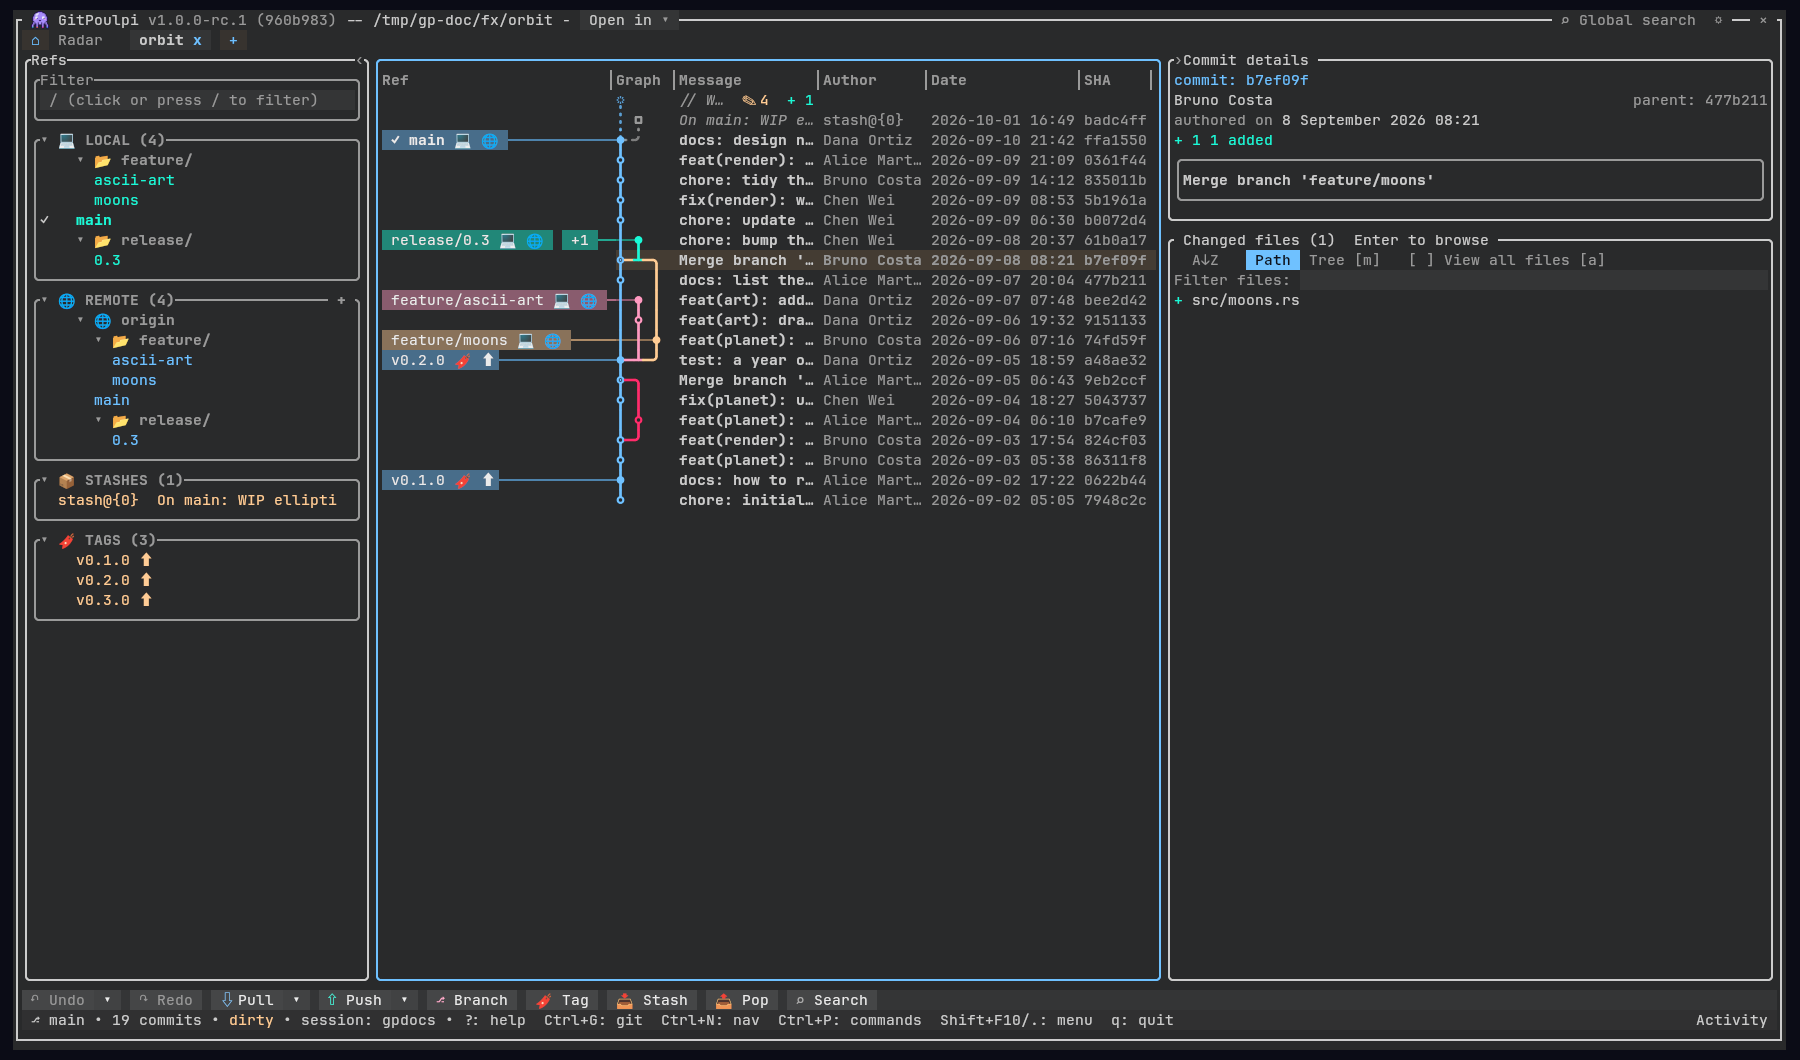 GitPoulpi v1.0.0-rc.1 (960b983) —— /tmp/gp-doc/fx/orbit - Open in ▾ Global search ×
⌂ Radar orbit x +
Refs
Filter
/ (click or press / to filter)
LOCAL (4)
feature/
ascii-art
moons
✓ main
release/
0.3
REMOTE (4) +
origin
feature/
ascii-art
moons
main
release/
0.3
STASHES (1)
stash@{0} On main: WIP ellipti
TAGS (3)
v0.1.0 ⬆
v0.2.0 ⬆
v0.3.0 ⬆
Ref Graph Message Author Date SHA
// W… ✎ 4 + 1
On main: WIP e… stash@{0} 2026-10-01 16:49 badc4ff
✓ main docs: design n… Dana Ortiz 2026-09-10 21:42 ffa1550
feat(render): … Alice Mart… 2026-09-09 21:09 0361f44
chore: tidy th… Bruno Costa 2026-09-09 14:12 835011b
fix(render): w… Chen Wei 2026-09-09 08:53 5b1961a
chore: update … Chen Wei 2026-09-09 06:30 b0072d4
release/0.3 +1 chore: bump th… Chen Wei 2026-09-08 20:37 61b0a17
Merge branch '… Bruno Costa 2026-09-08 08:21 b7ef09f
docs: list the… Alice Mart… 2026-09-07 20:04 477b211
feature/ascii-art feat(art): add… Dana Ortiz 2026-09-07 07:48 bee2d42
feat(art): dra… Dana Ortiz 2026-09-06 19:32 9151133
feature/moons feat(planet): … Bruno Costa 2026-09-06 07:16 74fd59f
v0.2.0 ⬆ test: a year o… Dana Ortiz 2026-09-05 18:59 a48ae32
Merge branch '… Alice Mart… 2026-09-05 06:43 9eb2ccf
fix(planet): u… Chen Wei 2026-09-04 18:27 5043737
feat(planet): … Alice Mart… 2026-09-04 06:10 b7cafe9
feat(render): … Bruno Costa 2026-09-03 17:54 824cf03
feat(planet): … Bruno Costa 2026-09-03 05:38 86311f8
v0.1.0 ⬆ docs: how to r… Alice Mart… 2026-09-02 17:22 0622b44
chore: initial… Alice Mart… 2026-09-02 05:05 7948c2c
Commit details
commit: b7ef09f
Bruno Costa parent: 477b211
authored on 8 September 2026 08:21
+ 1 1 added
Merge branch 'feature/moons'
Changed files (1) Enter to browse
A↓Z Path Tree [m] [ ] View all files [a]
Filter files:
+ src/moons.rs
Undo ▾ Redo Pull ▾ Push ▾ Branch Tag Stash Pop Search
main • 19 commits • dirty • session: gpdocs • ?: help Ctrl+G: git Ctrl+N: nav Ctrl+P: commands Shift+F10/.: menu q: quit Activity